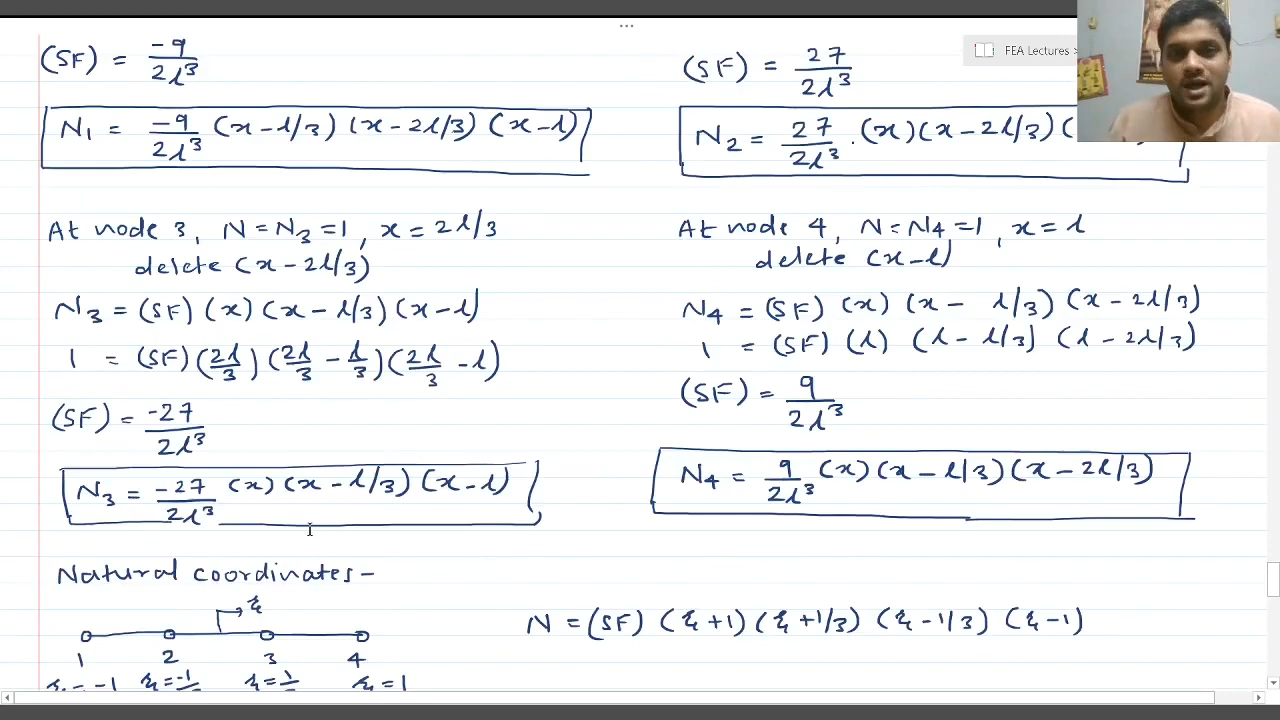 (SF) = -9/2l³
N₁ = -9/2l³ (x - l/3) (x - 2l/3) (x - l)
(SF) = 27/2l³
N₂ = 27/2l³ . (x)(x - 2l/3) (
FEA Lectures >
At node 3, N = N₃ = 1, x = 2l/3
delete (x - 2l/3)
N₃ = (SF) (x) (x - l/3) (x - l)
1 = (SF) (2l/3) (2l/3 - l/3) (2l/3 - l)
(SF) = -27/2l³
N₃ = -27/2l³ (x) (x - l/3) (x - l)
At node 4, N = N₄ = 1, x = l
delete (x - l)
N₄ = (SF) (x) (x - l/3) (x - 2l/3)
1 = (SF) (l) (l - l/3) (l - 2l/3)
(SF) = 9/2l³
N₄ = 9/2l³ (x)(x - l/3)(x - 2l/3)
Natural coordinates -
ξ
1 2 3 4
ξ = -1 ξ = -1/ ξ = 1/ ξ = 1
N = (SF) (ξ + 1) (ξ + 1/3) (ξ - 1/3) (ξ - 1)